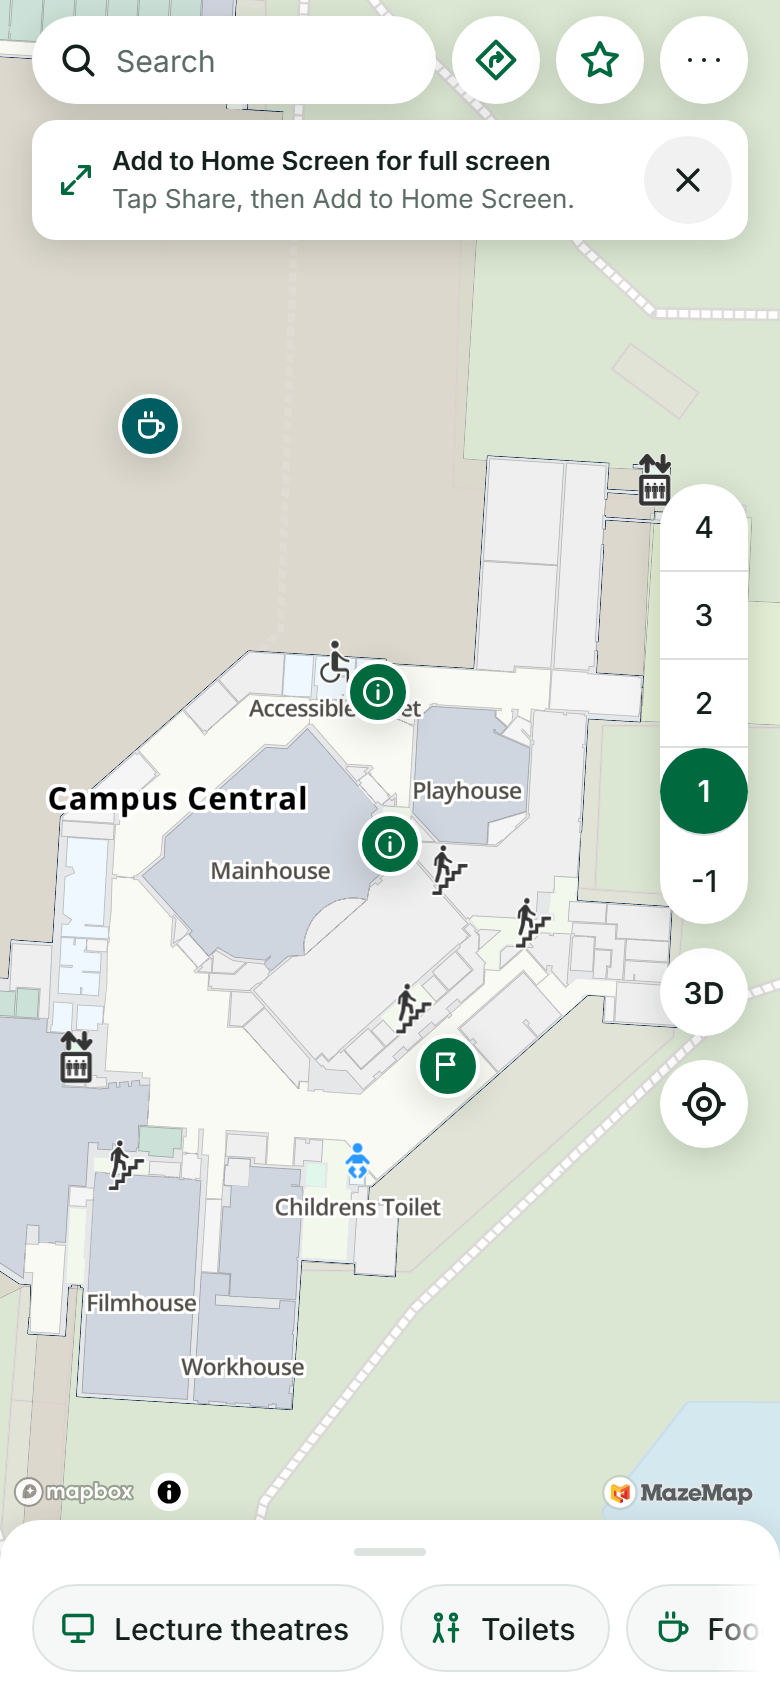 Search
Add to Home Screen for full screen
Tap Share, then Add to Home Screen.
4
3
2
1
-1
3D
Accessible
Campus Central
Playhouse
Mainhouse
Childrens Toilet
Filmhouse
Workhouse
mapbox
MazeMap
Lecture theatres
Toilets